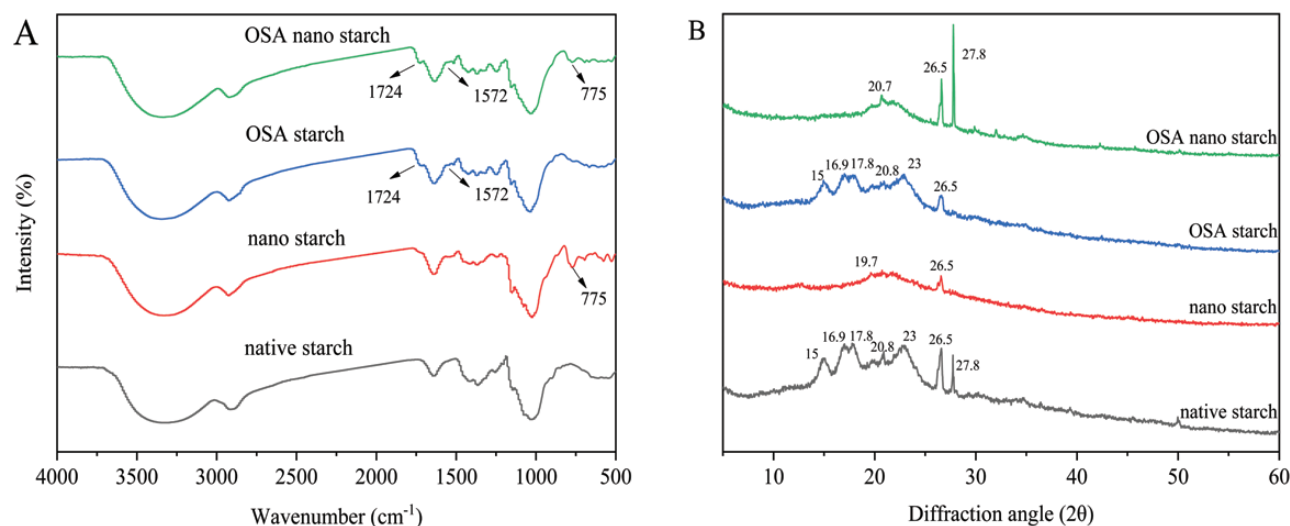 A
OSA nano starch
1724
1572
775
OSA starch
1724
1572
nano starch
775
native starch
Intensity (%)
4000 3500 3000 2500 2000 1500 1000 500
Wavenumber (cm⁻¹)
B
27.8
26.5
20.7
OSA nano starch
15
16.9
17.8
20.8
23
26.5
OSA starch
19.7
26.5
nano starch
15
16.9
17.8
20.8
23
26.5
27.8
native starch
10 20 30 40 50 60
Diffraction angle (2θ)